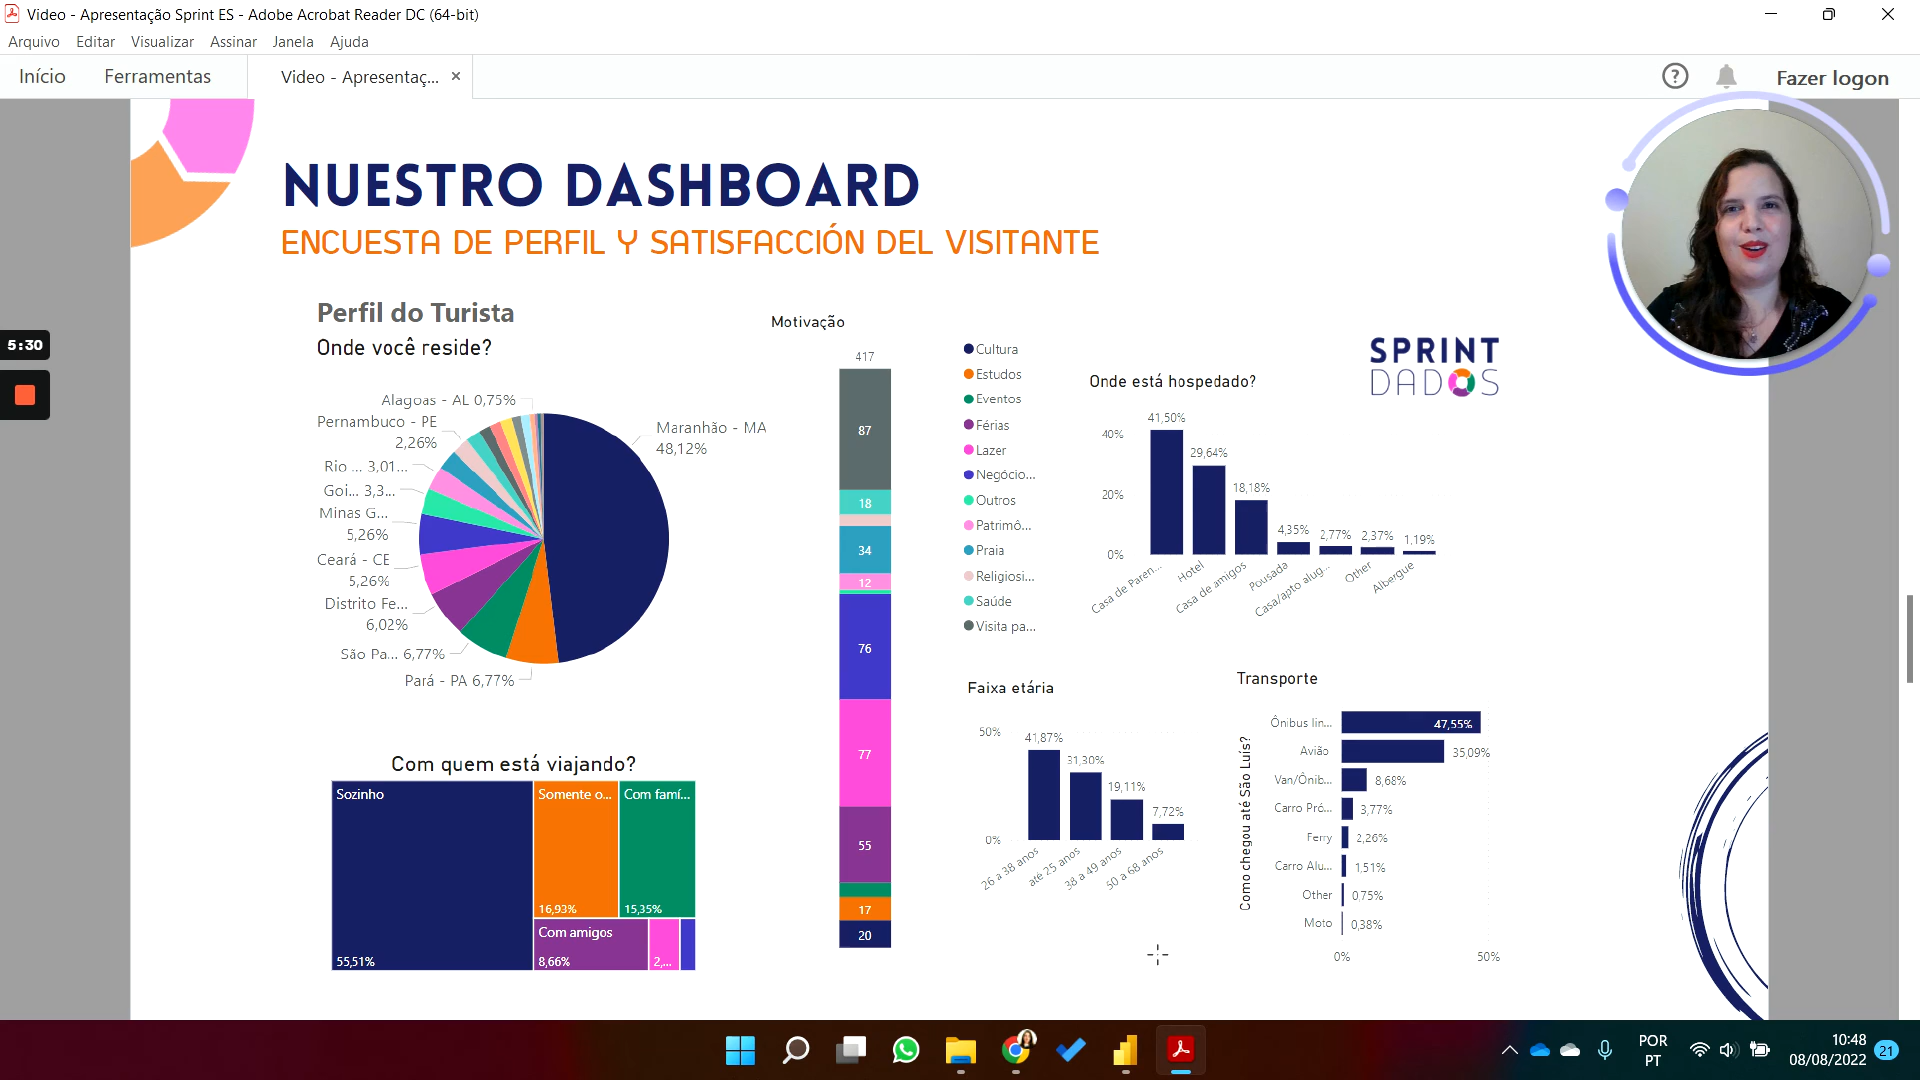 Video - Apresentação Sprint ES - Adobe Acrobat Reader DC (64-bit)
Arquivo Editar Visualizar Assinar Janela Ajuda
Início Ferramentas Video - Apresentaç... × Fazer logon
NUESTRO DASHBOARD
ENCUESTA DE PERFIL Y SATISFACCIÓN DEL VISITANTE
5:30
SPRINT
DADOS
Perfil do Turista
Onde você reside?
Alagoas - AL 0,75%
Pernambuco - PE
2,26%
Rio ... 3,01...
Goi... 3,3...
Minas G...
5,26%
Ceará - CE
5,26%
Distrito Fe...
6,02%
São Pa... 6,77%
Pará - PA 6,77%
Maranhão - MA
48,12%
Com quem está viajando?
Sozinho
55,51%
Somente o...
16,93%
Com famí...
15,35%
Com amigos
8,66%
2,...
Motivação
417
87
18
34
12
76
77
55
17
20
Cultura
Estudos
Eventos
Férias
Lazer
Negócio...
Outros
Patrimô...
Praia
Religiosi...
Saúde
Visita pa...
Onde está hospedado?
40%
20%
0%
41,50%
29,64%
18,18%
4,35%
2,77%
2,37%
1,19%
Casa de Paren...
Hotel
Casa de amigos
Pousada
Casa/apto alug...
Other
Albergue
Faixa etária
50%
0%
41,87%
31,30%
19,11%
7,72%
26 a 38 anos
até 25 anos
38 a 49 anos
50 a 68 anos
Transporte
Como chegou até São Luís?
Ônibus lin... 47,55%
Avião 35,09%
Van/Ônib... 8,68%
Carro Pró... 3,77%
Ferry 2,26%
Carro Alu... 1,51%
Other 0,75%
Moto 0,38%
0% 50%
POR
PT
10:48
08/08/2022
21